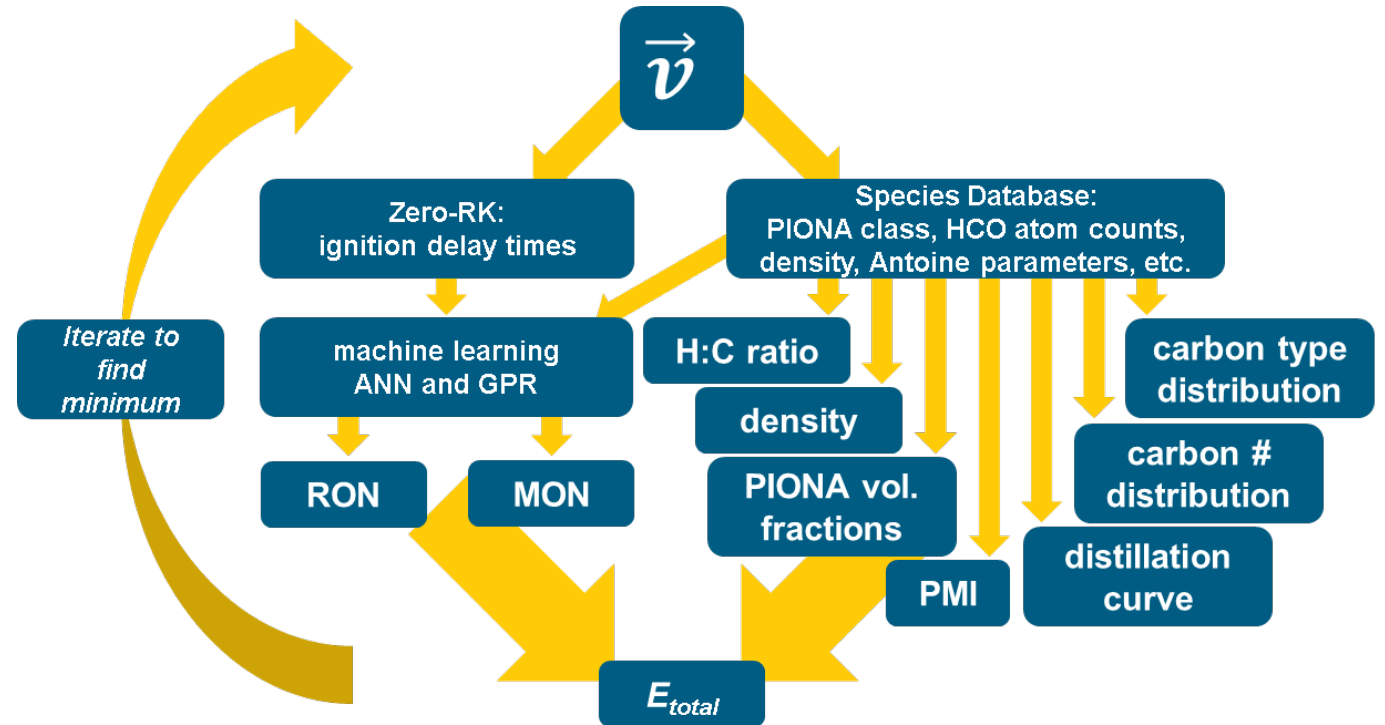 v
Zero-RK:
ignition delay times
Species Database:
PIONA class, HCO atom counts,
density, Antoine parameters, etc.
Iterate to
find
minimum
machine learning
ANN and GPR
H:C ratio
carbon type
distribution
density
carbon #
distribution
RON
MON
PIONA vol.
fractions
distillation
curve
PMI
E_total